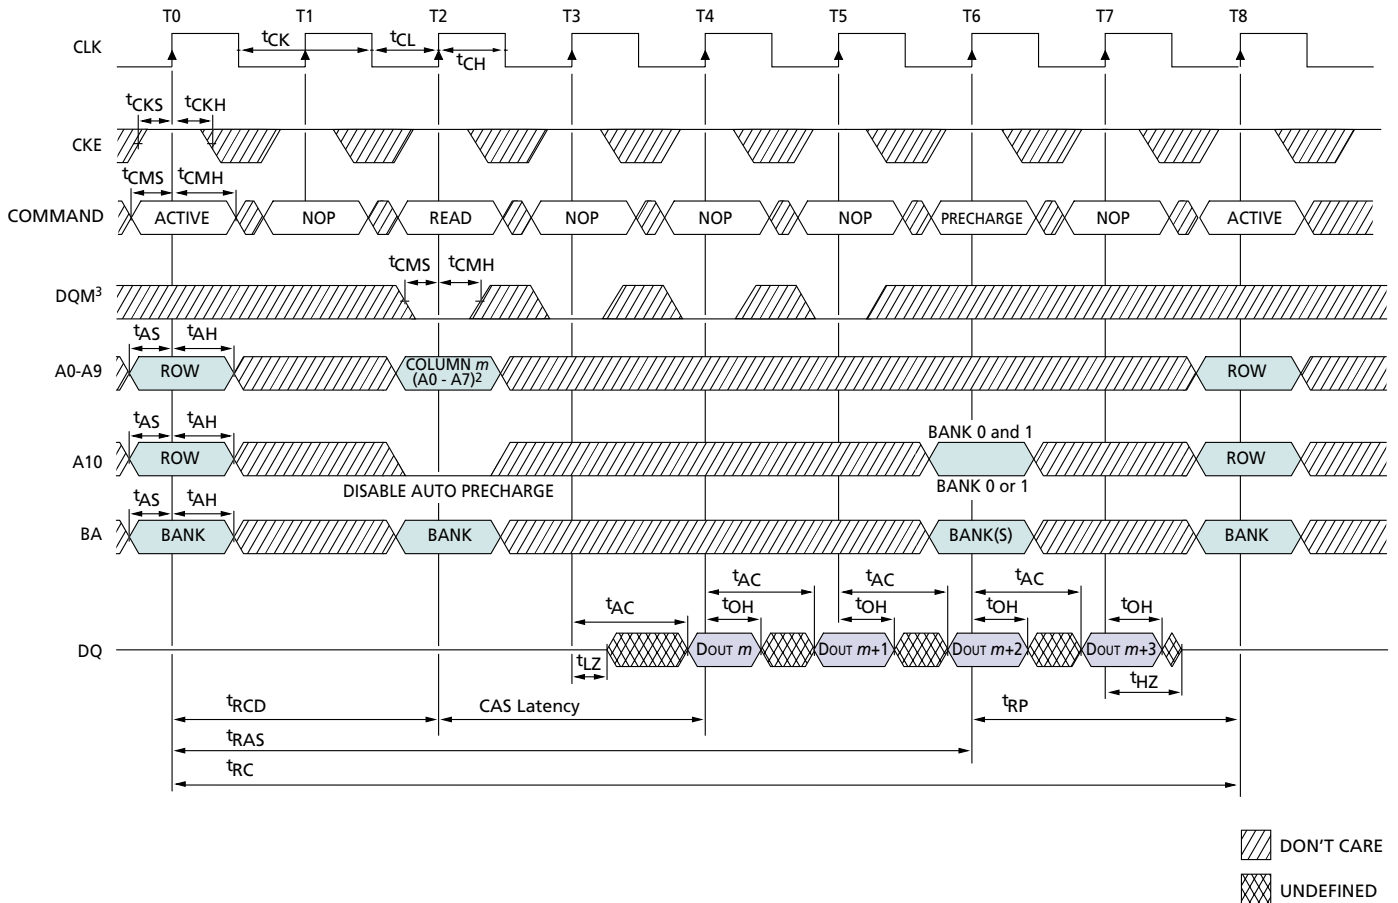 T0 T1 T2 T3 T4 T5 T6 T7 T8
CLK
tCK tCL
tCH
tCKS tCKH
CKE
tCMS tCMH
COMMAND ACTIVE NOP READ NOP NOP NOP PRECHARGE NOP ACTIVE
tCMS tCMH
DQM3
tAS tAH
A0-A9 ROW COLUMN m ROW
(A0 - A7)2
tAS tAH
BANK 0 and 1
A10 ROW ROW
DISABLE AUTO PRECHARGE BANK 0 or 1
tAS tAH
BA BANK BANK BANK(S) BANK
tAC tAC tAC
tAC tOH tOH tOH tOH
DQ DOUT m DOUT m+1 DOUT m+2 DOUT m+3
tLZ tHZ
tRCD CAS Latency tRP
tRAS
tRC
DON'T CARE
UNDEFINED